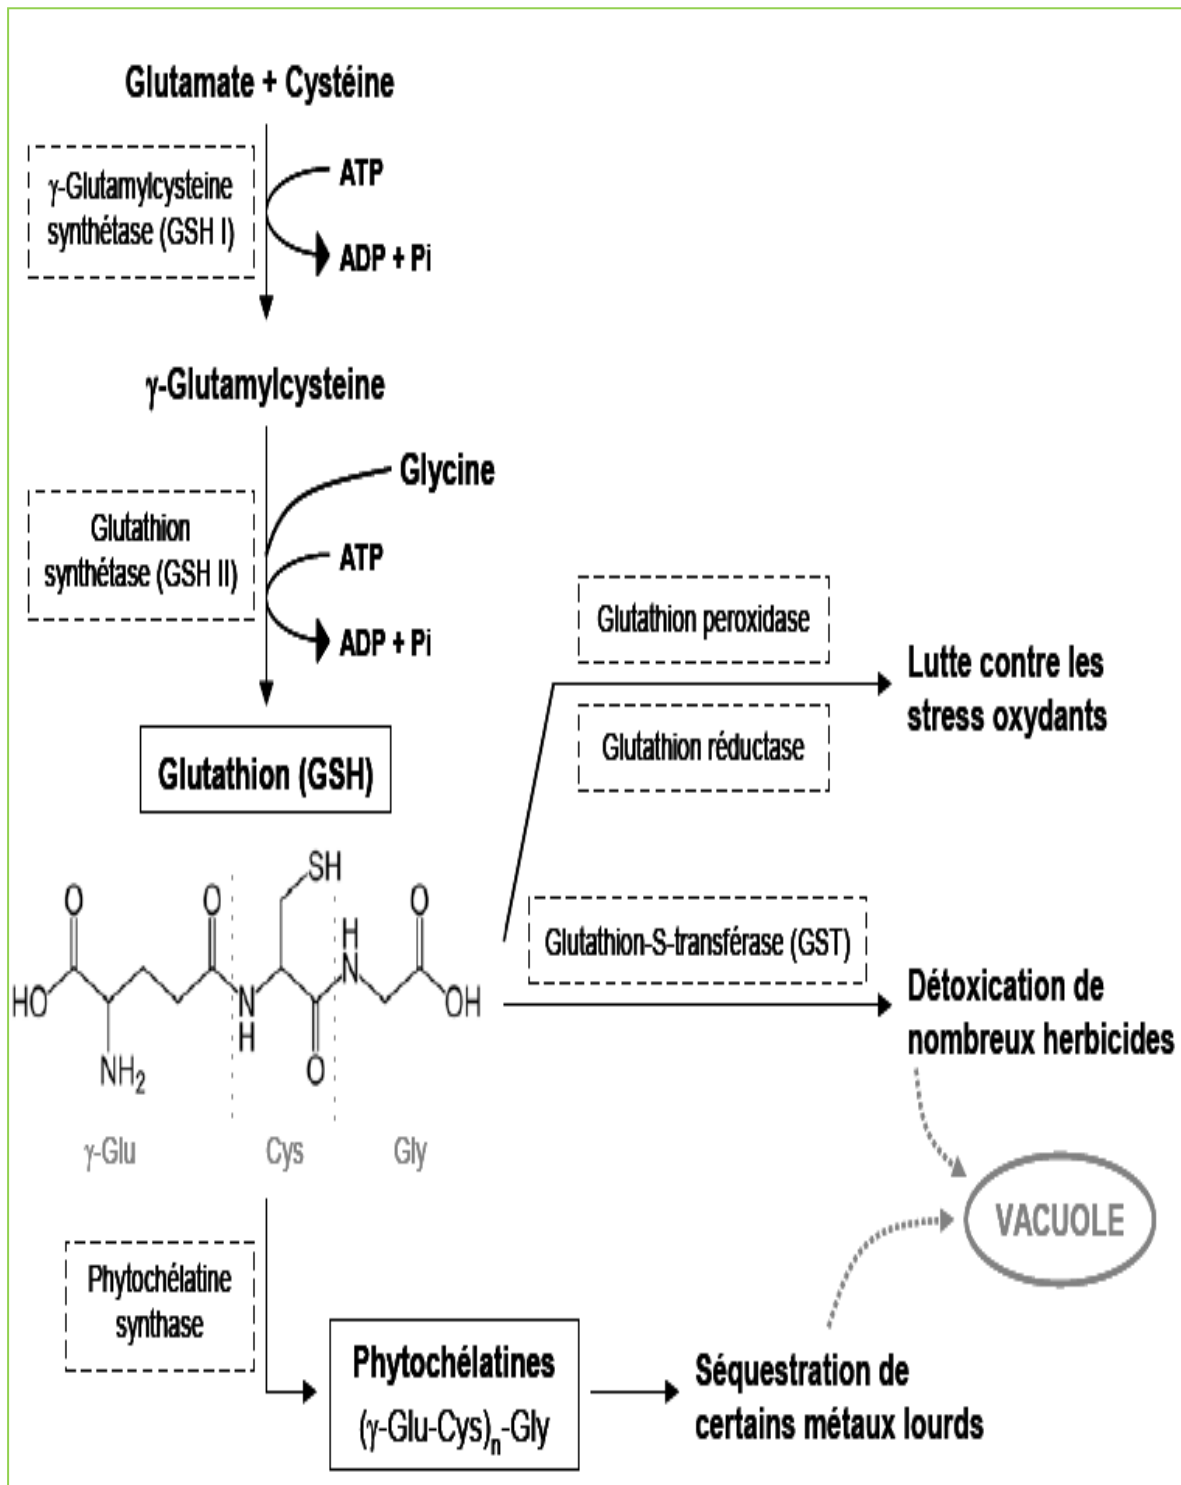 Glutamate + Cystéine
γ-Glutamylcysteine
synthétase (GSH I)
ATP
ADP + Pi
γ-Glutamylcysteine
Glycine
Glutathion
synthétase (GSH II)
ATP
ADP + Pi
Glutathion (GSH)
Glutathion peroxidase
Glutathion réductase
Lutte contre les
stress oxydants
Glutathion-S-transférase (GST)
Détoxication de
nombreux herbicides
O
O
SH
H
N
O
HO
NH2
N
H
O
OH
γ-Glu
Cys
Gly
VACUOLE
Phytochélatine
synthase
Phytochélatines
(γ-Glu-Cys)n-Gly
Séquestration de
certains métaux lourds